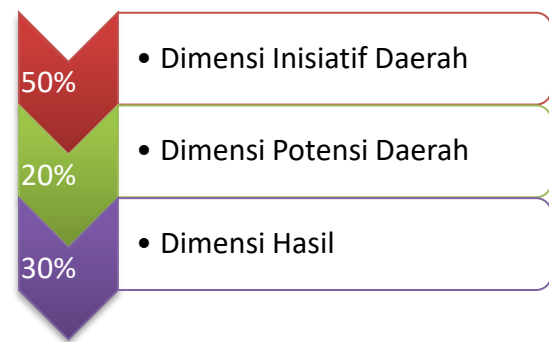 50%
• Dimensi Inisiatif Daerah
20%
• Dimensi Potensi Daerah
30%
• Dimensi Hasil